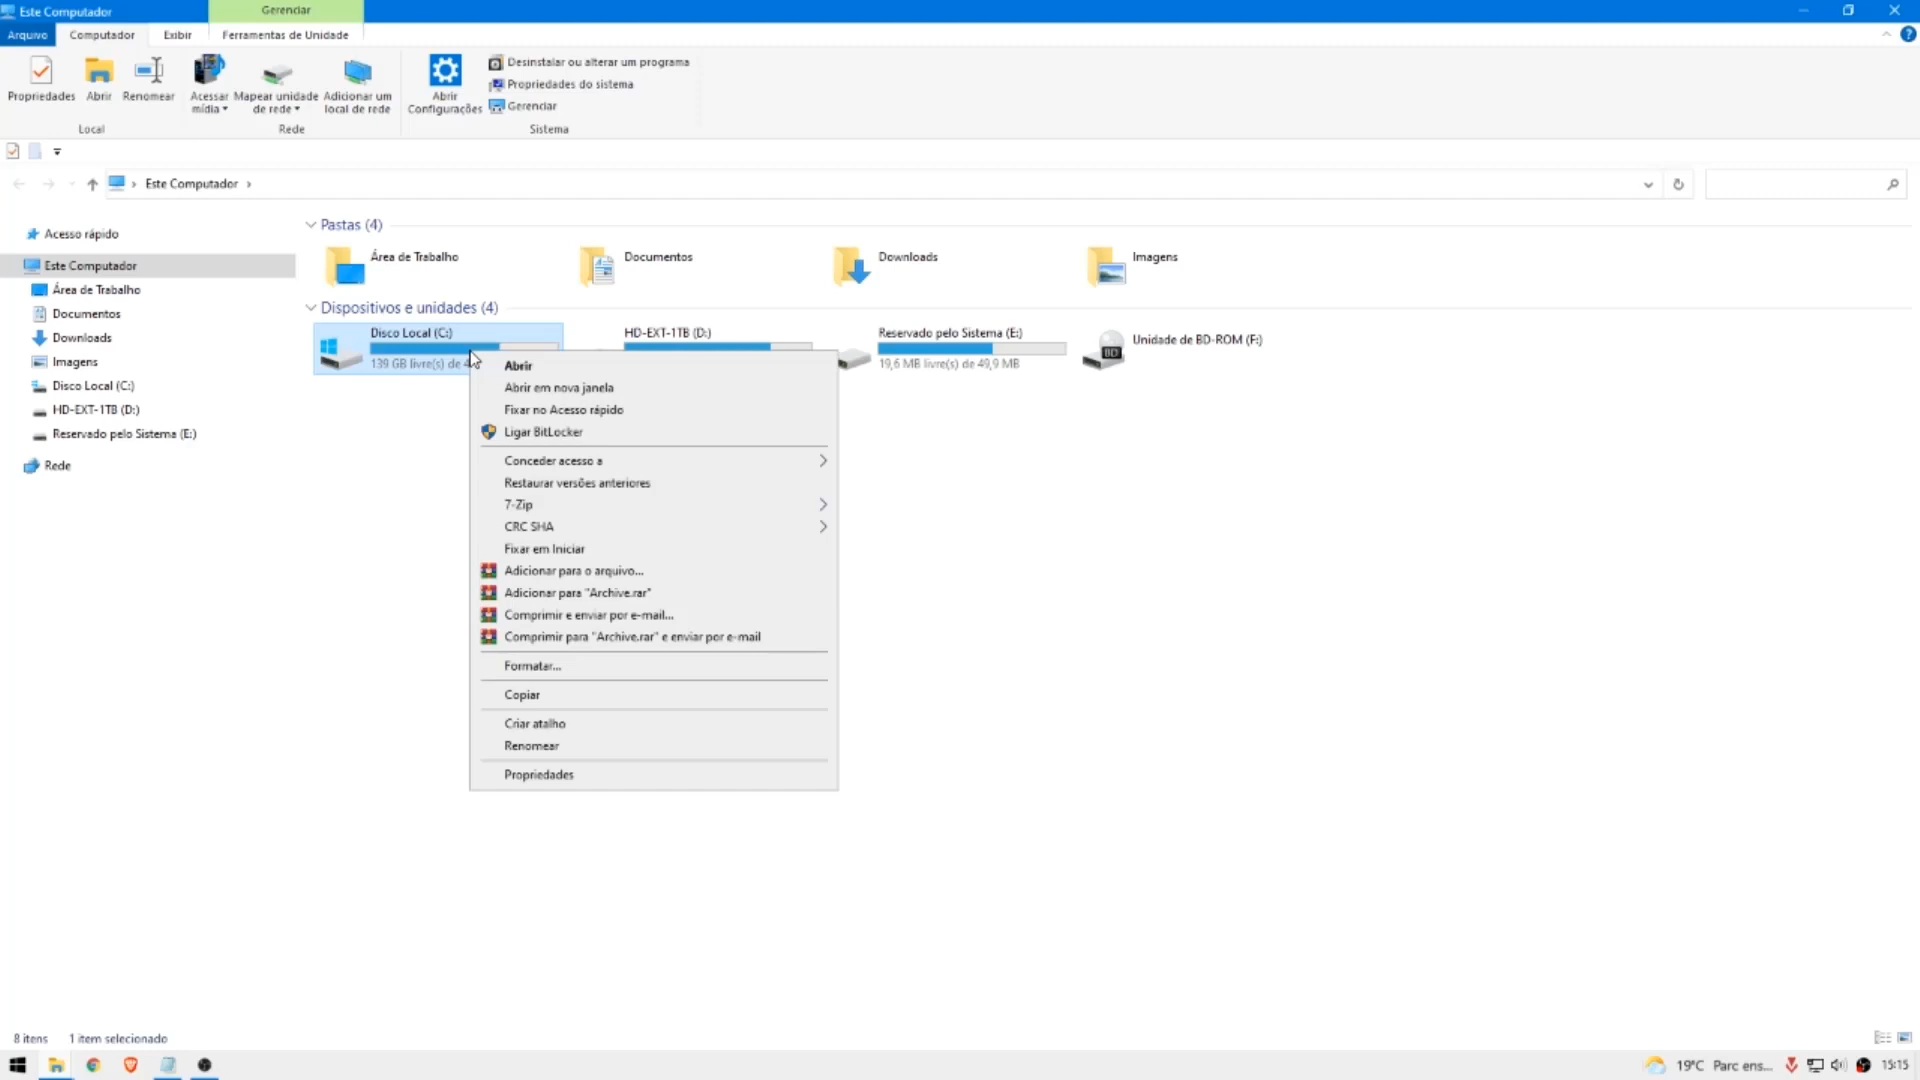 Este Computador
Gerenciar
Arquivo
Computador
Exibir
Ferramentas de Unidade
Propriedades
Abrir
Renomear
Acessar mídia
Mapear unidade de rede
Adicionar um local de rede
Abrir Configurações
Desinstalar ou alterar um programa
Propriedades do sistema
Gerenciar
Local
Rede
Sistema
Este Computador
Acesso rápido
Este Computador
Área de Trabalho
Documentos
Downloads
Imagens
Disco Local (C:)
HD-EXT-1TB (D:)
Reservado pelo Sistema (E:)
Rede
Pastas (4)
Área de Trabalho
Documentos
Downloads
Imagens
Dispositivos e unidades (4)
Disco Local (C:)
139 GB livre(s) de
HD-EXT-1TB (D:)
Reservado pelo Sistema (E:)
19,6 MB livre(s) de 49,9 MB
BD
Unidade de BD-ROM (F:)
Abrir
Abrir em nova janela
Fixar no Acesso rápido
Ligar BitLocker
Conceder acesso a
Restaurar versões anteriores
7-Zip
CRC SHA
Fixar em Iniciar
Adicionar para o arquivo...
Adicionar para "Archive.rar"
Comprimir e enviar por e-mail...
Comprimir para "Archive.rar" e enviar por e-mail
Formatar...
Copiar
Criar atalho
Renomear
Propriedades
8 itens
1 item selecionado
19°C Parc ens...
15:15